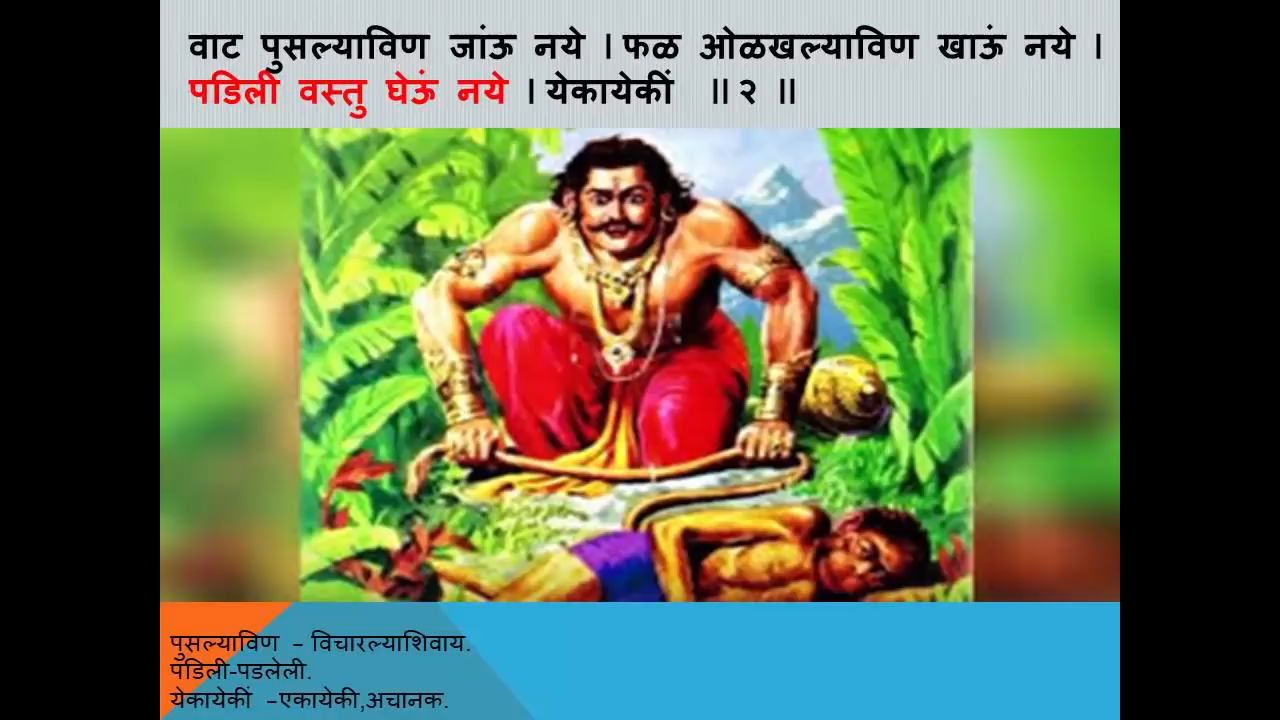 वाट पुसल्याविण जांऊ नये । फळ ओळखल्याविण खाऊं नये ।
पडिली वस्तु घेऊं नये । येकायेकीं ॥ २ ॥
पुसल्याविण – विचारल्याशिवाय.
पडिली-पडलेली.
येकायेकीं –एकायेकी,अचानक.